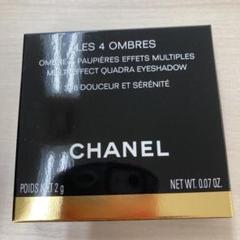 LES 4 OMBRES
OMBRES À PAUPIÈRES EFFETS MULTIPLES
MULTI-EFFECT QUADRA EYESHADOW
DOUCEUR ET SÉRÉNITÉ
CHANEL
POIDS NET 2 g
NET WT. 0.07 OZ.